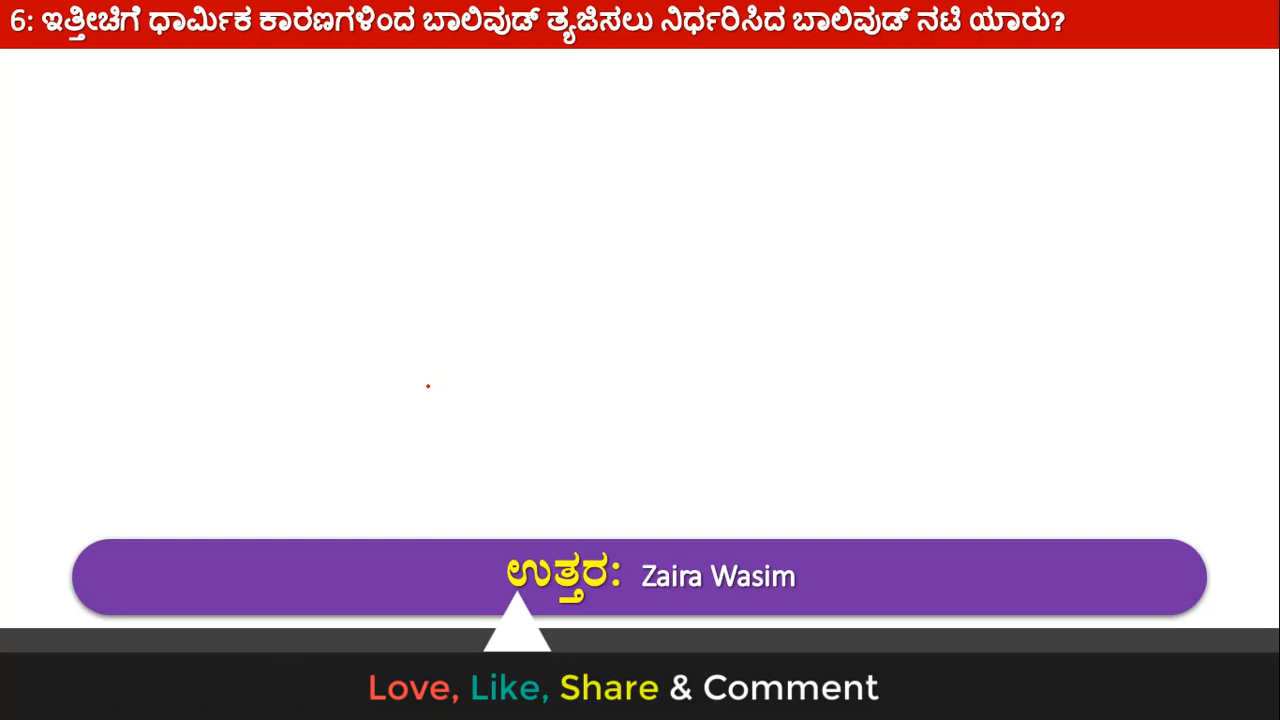 6: ಇತ್ತೀಚಿಗೆ ಧಾರ್ಮಿಕ ಕಾರಣಗಳಿಂದ ಬಾಲಿವುಡ್ ತ್ಯಜಿಸಲು ನಿರ್ಧರಿಸಿದ ಬಾಲಿವುಡ್ ನಟಿ ಯಾರು?
ಉತ್ತರ: Zaira Wasim
Love, Like, Share & Comment